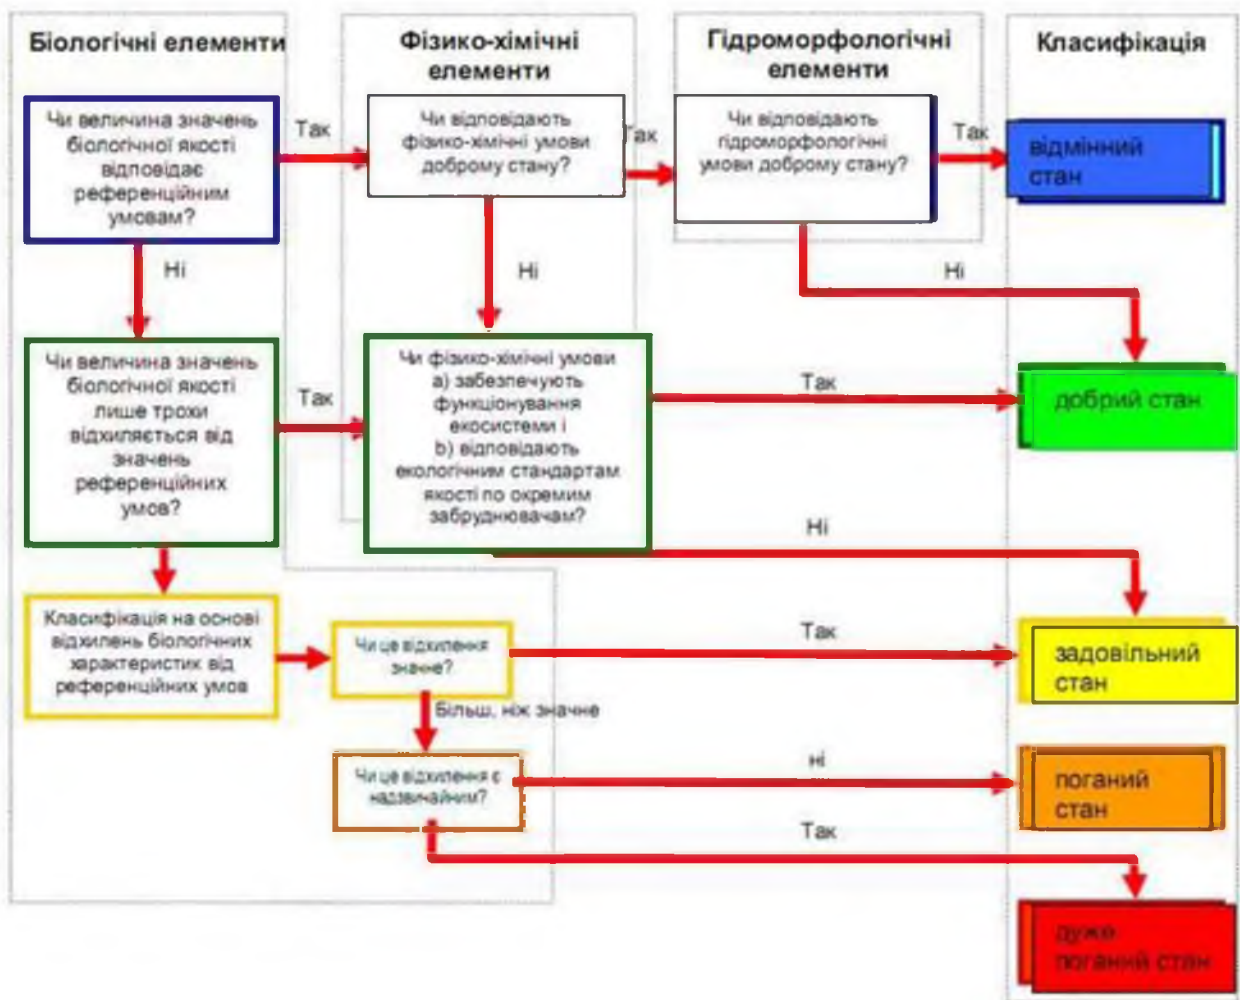 Біологічні елементи
Фізико-хімічні
елементи
Гідроморфологічні
елементи
Класифікація
Чи величина значень
біологічної якості
відповідає
референційним
умовам?
Так
Чи відповідають
фізико-хімічні умови
доброму стану?
Так
Чи відповідають
гідроморфологічні
умови доброму стану?
Так
відмінний
стан
Ні
Ні
Ні
Чи величина значень
біологічної якості
лише трохи
відхиляється від
значень
референційних
умов?
Так
Чи фізико-хімічні умови
а) забезпечують
функціонування
екосистеми і
b) відповідають
екологічним стандартам
якості по окремим
забруднювачам?
Так
добрий стан
Ні
Класифікація на основі
відхилень біологічних
характеристик від
референційних умов
Чи це відхилення
значне?
Так
задовільний
стан
Більш, ніж значне
Чи це відхилення є
надзвичайним?
ні
поганий
стан
Так
дуже
поганий стан